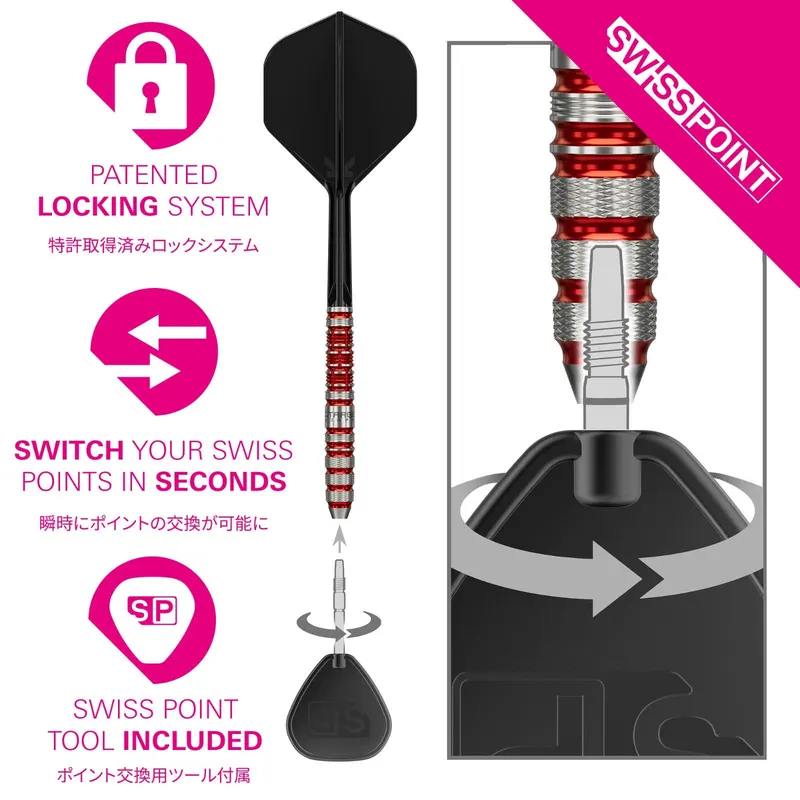 PATENTED
LOCKING SYSTEM
特許取得済みロックシステム
SWITCH YOUR SWISS
POINTS IN SECONDS
瞬時にポイントの交換が可能に
SP
SWISS POINT
TOOL INCLUDED
ポイント交換用ツール付属
TARGET
SWISSPOINT